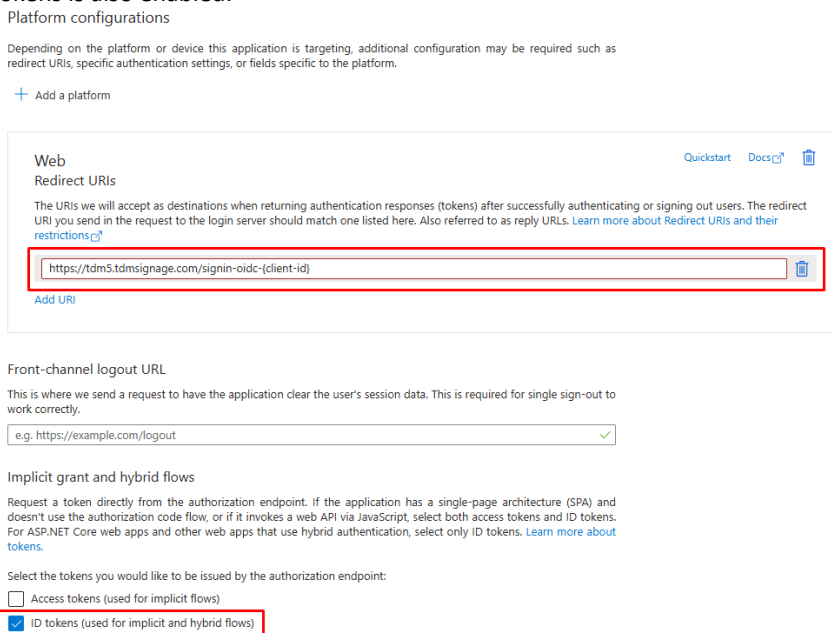 tokens is also enabled.
Platform configurations
Depending on the platform or device this application is targeting, additional configuration may be required such as
redirect URIs, specific authentication settings, or fields specific to the platform.
+ Add a platform
Web
Quickstart Docs
Redirect URIs
The URIs we will accept as destinations when returning authentication responses (tokens) after successfully authenticating or signing out users. The redirect
URI you send in the request to the login server should match one listed here. Also referred to as reply URLs. Learn more about Redirect URIs and their
restrictions
https://tdm5.tdmsignage.com/signin-oidc-{client-id}
Add URI
Front-channel logout URL
This is where we send a request to have the application clear the user's session data. This is required for single sign-out to
work correctly.
e.g. https://example.com/logout
Implicit grant and hybrid flows
Request a token directly from the authorization endpoint. If the application has a single-page architecture (SPA) and
doesn't use the authorization code flow, or if it invokes a web API via JavaScript, select both access tokens and ID tokens.
For ASP.NET Core web apps and other web apps that use hybrid authentication, select only ID tokens. Learn more about
tokens.
Select the tokens you would like to be issued by the authorization endpoint:
Access tokens (used for implicit flows)
ID tokens (used for implicit and hybrid flows)